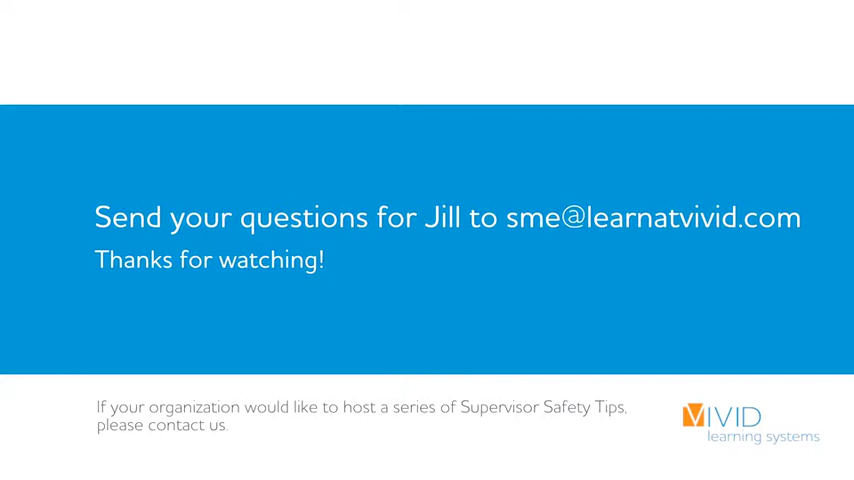 Send your questions for Jill to sme@learnatvivid.com
Thanks for watching!
If your organization would like to host a series of Supervisor Safety Tips,
please contact us.
VIVID
learning systems